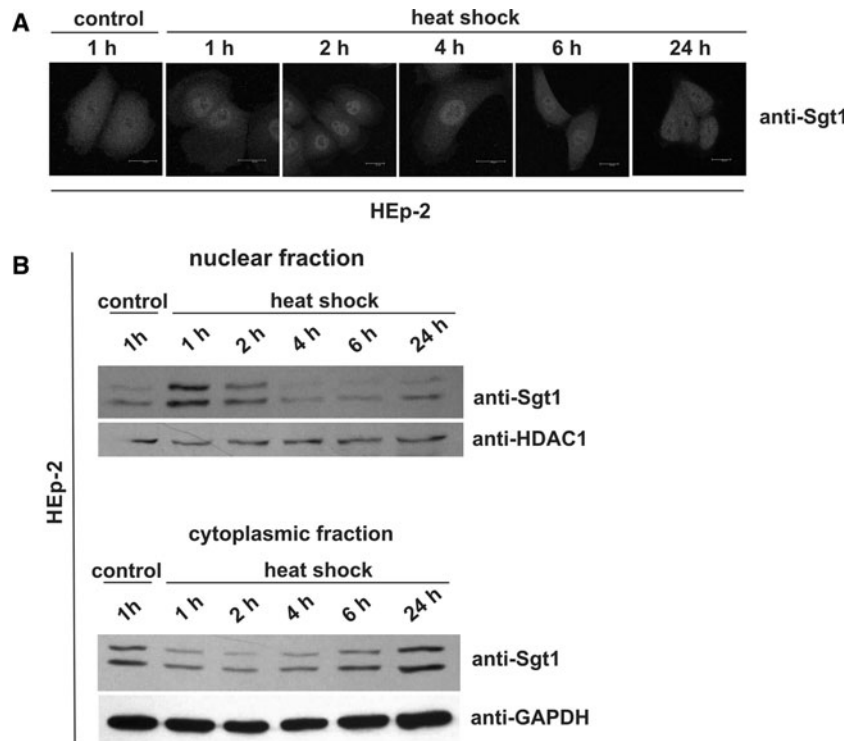 A
control heat shock
1 h 1 h 2 h 4 h 6 h 24 h
anti-Sgt1
HEp-2
B
nuclear fraction
control heat shock
1h 1 h 2 h 4 h 6 h 24 h
anti-Sgt1
anti-HDAC1
HEp-2
cytoplasmic fraction
control heat shock
1h 1 h 2 h 4 h 6 h 24 h
anti-Sgt1
anti-GAPDH